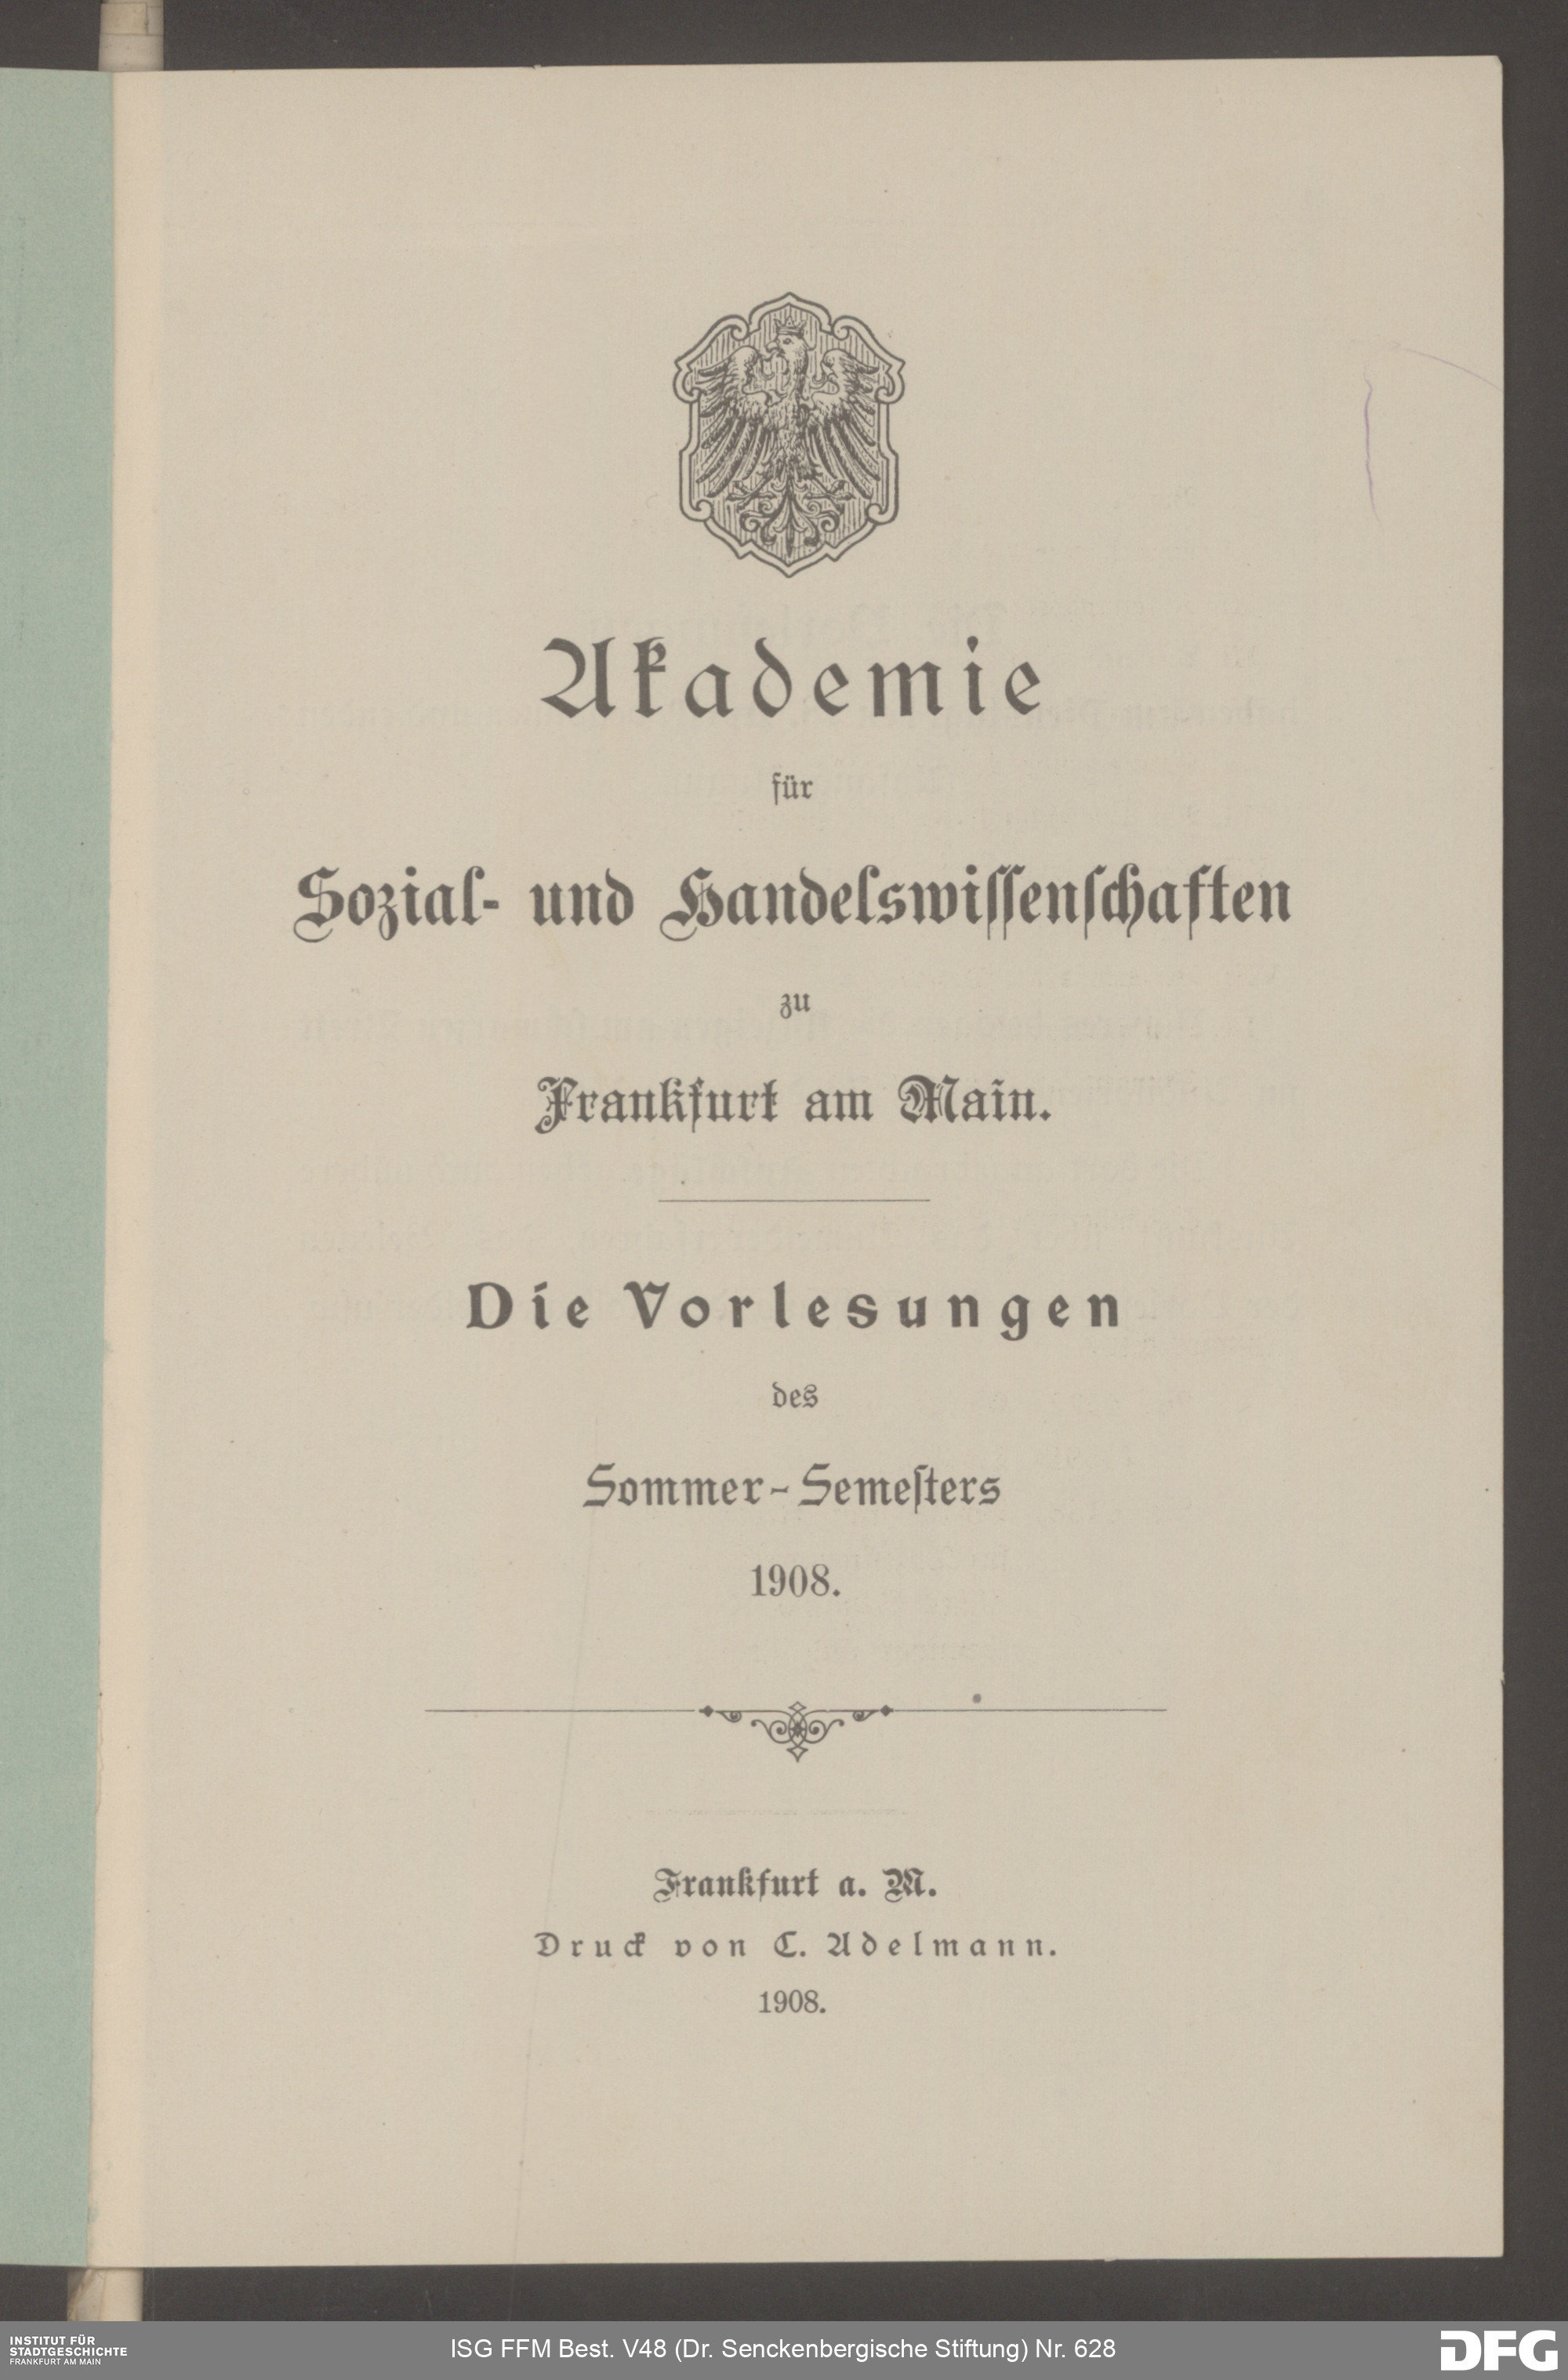 Akademie
für
Sozial- und Handelswiſſenſchaften
zu
Frankfurt am Main.
Die Vorlesungen
des
Sommer-Semeſters
1908.
Frankfurt a. M.
Druck von C. Adelmann.
1908.
INSTITUT FÜR
STADTGESCHICHTE
FRANKFURT AM MAIN
ISG FFM Best. V48 (Dr. Senckenbergische Stiftung) Nr. 628
DFG